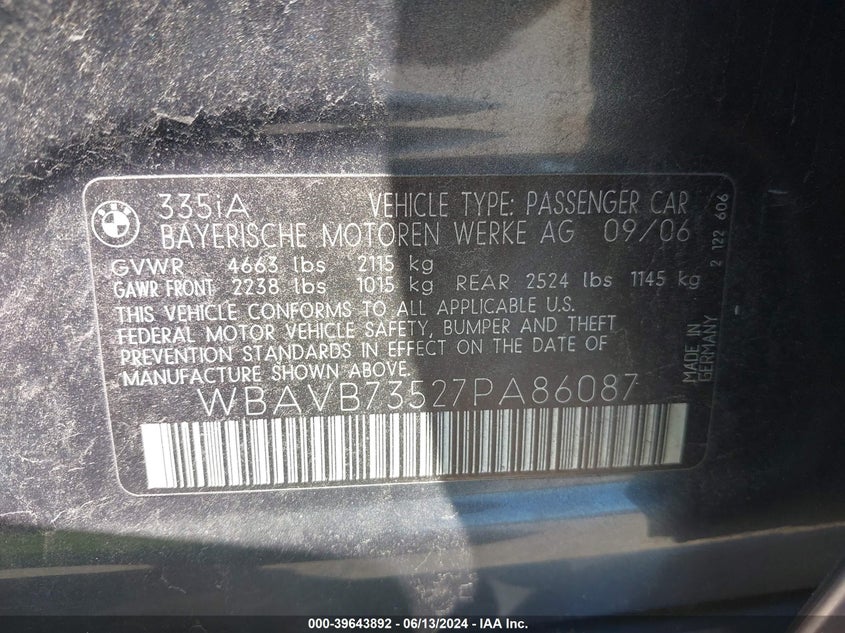 335iA VEHICLE TYPE: PASSENGER CAR
BAYERISCHE MOTOREN WERKE AG 09/06
GVWR 4663 lbs 2115 kg
GAWR FRONT 2238 lbs 1015 kg REAR 2524 lbs 1145 kg
THIS VEHICLE CONFORMS TO ALL APPLICABLE U.S.
FEDERAL MOTOR VEHICLE SAFETY, BUMPER AND THEFT
PREVENTION STANDARDS IN EFFECT ON THE DATE OF
MANUFACTURE SHOWN ABOVE.
WBAVB73527PA86087
2 122 606
MADE IN
GERMANY
BMW
000-39643892 - 06/13/2024 - IAA Inc.